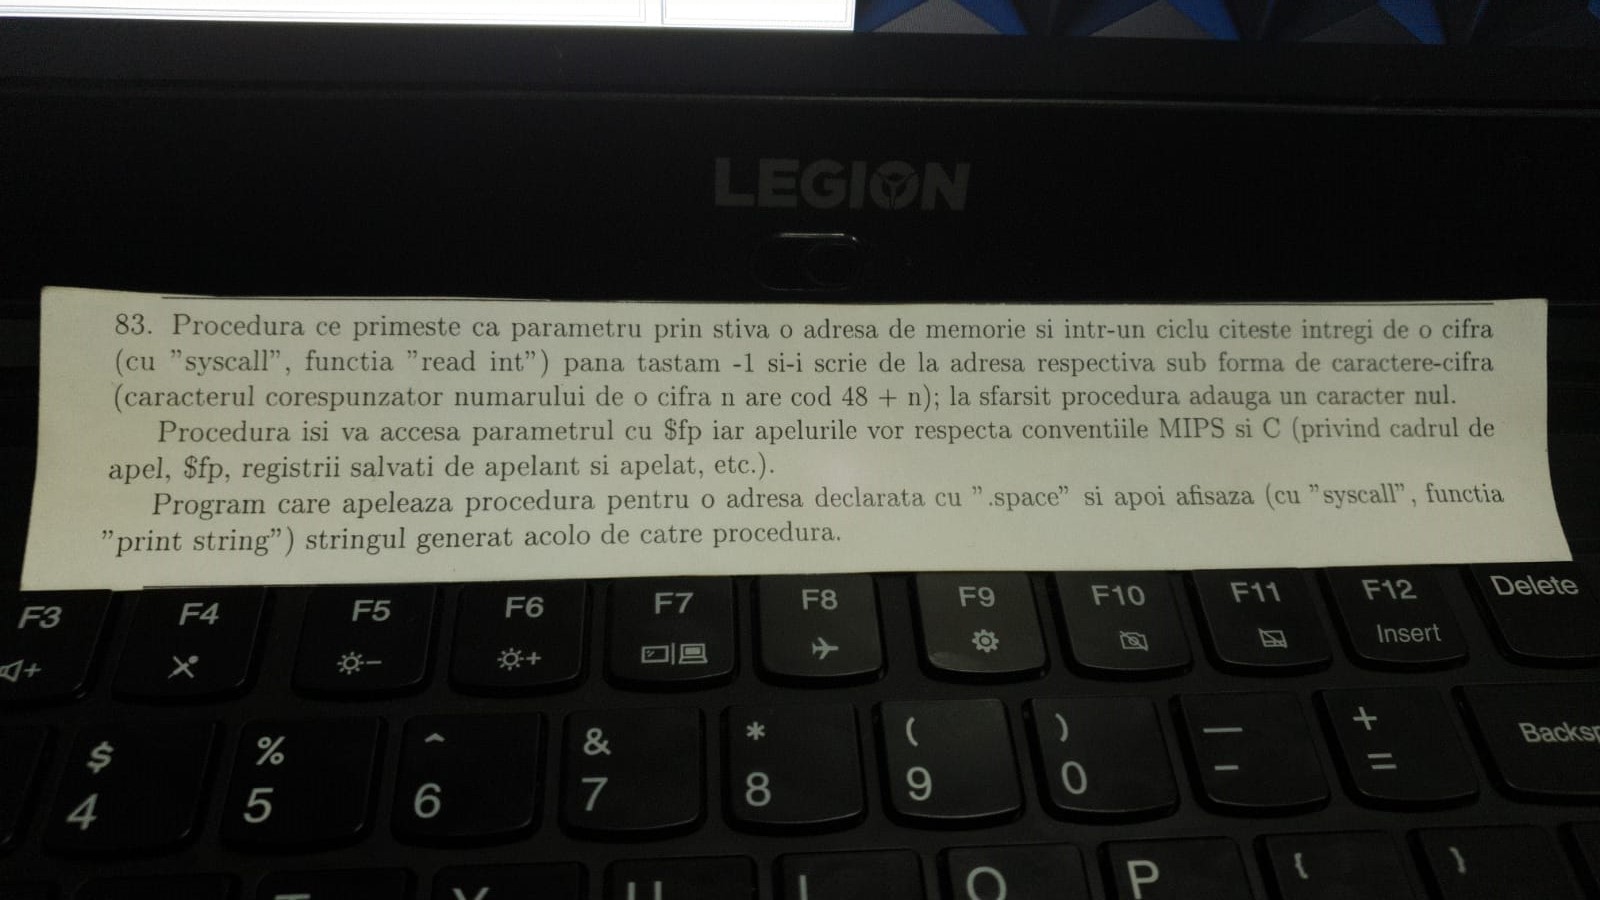 LEGION
83. Procedura ce primeste ca parametru prin stiva o adresa de memorie si intr-un ciclu citeste intregi de o cifra
(cu "syscall", functia "read int") pana tastam -1 si-i scrie de la adresa respectiva sub forma de caractere-cifra
(caracterul corespunzator numarului de o cifra n are cod 48 + n); la sfarsit procedura adauga un caracter nul.
Procedura isi va accesa parametrul cu $fp iar apelurile vor respecta conventiile MIPS si C (privind cadrul de
apel, $fp, registrii salvati de apelant si apelat, etc.).
Program care apeleaza procedura pentru o adresa declarata cu ".space" si apoi afisaza (cu "syscall", functia
"print string") stringul generat acolo de catre procedura.
F3 F4 F5 F6 F7 F8 F9 F10 F11 F12 Delete
Insert
$ % ^ & * ( ) — +
4 5 6 7 8 9 0 - =
O P { }